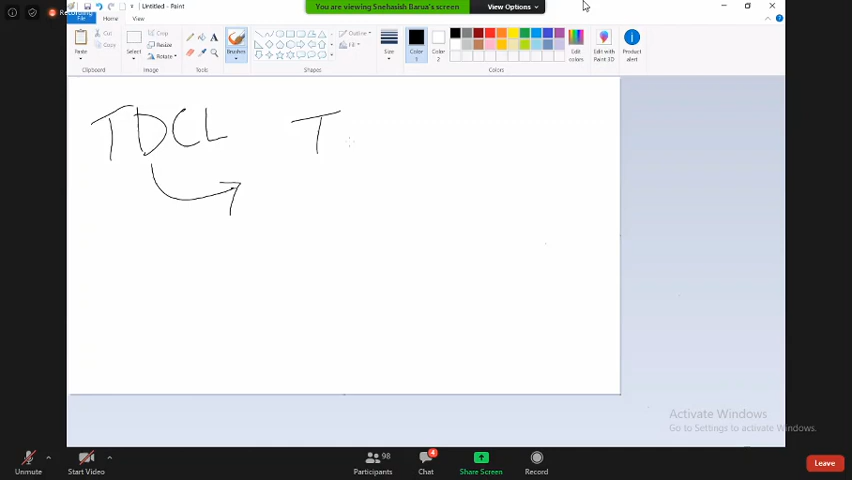 Recording
Untitled - Paint
You are viewing Snehasish Barua's screen
View Options
File
Home
View
Paste
Cut
Copy
Clipboard
Select
Crop
Resize
Rotate
Image
Tools
Brushes
Shapes
Outline
Fill
Size
Color
1
Color
2
Colors
Edit
colors
Edit with
Paint 3D
Product
alert
TDCL T
Activate Windows
Go to Settings to activate Windows.
Unmute
Start Video
98
Participants
4
Chat
Share Screen
Record
Leave